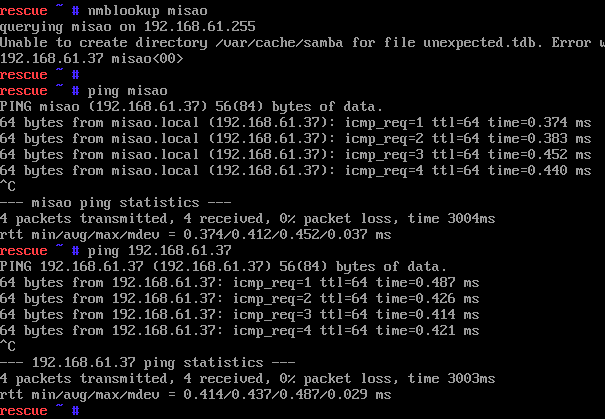 rescue ~ # nmblookup misao
querying misao on 192.168.61.255
Unable to create directory /var/cache/samba for file unexpected.tdb. Error w
192.168.61.37 misao<00>
rescue ~ #
rescue ~ # ping misao
PING misao (192.168.61.37) 56(84) bytes of data.
64 bytes from misao.local (192.168.61.37): icmp_req=1 ttl=64 time=0.374 ms
64 bytes from misao.local (192.168.61.37): icmp_req=2 ttl=64 time=0.383 ms
64 bytes from misao.local (192.168.61.37): icmp_req=3 ttl=64 time=0.452 ms
64 bytes from misao.local (192.168.61.37): icmp_req=4 ttl=64 time=0.440 ms
^C
--- misao ping statistics ---
4 packets transmitted, 4 received, 0% packet loss, time 3004ms
rtt min/avg/max/mdev = 0.374/0.412/0.452/0.037 ms
rescue ~ # ping 192.168.61.37
PING 192.168.61.37 (192.168.61.37) 56(84) bytes of data.
64 bytes from 192.168.61.37: icmp_req=1 ttl=64 time=0.487 ms
64 bytes from 192.168.61.37: icmp_req=2 ttl=64 time=0.426 ms
64 bytes from 192.168.61.37: icmp_req=3 ttl=64 time=0.414 ms
64 bytes from 192.168.61.37: icmp_req=4 ttl=64 time=0.421 ms
^C
--- 192.168.61.37 ping statistics ---
4 packets transmitted, 4 received, 0% packet loss, time 3003ms
rtt min/avg/max/mdev = 0.414/0.437/0.487/0.029 ms
rescue ~ #